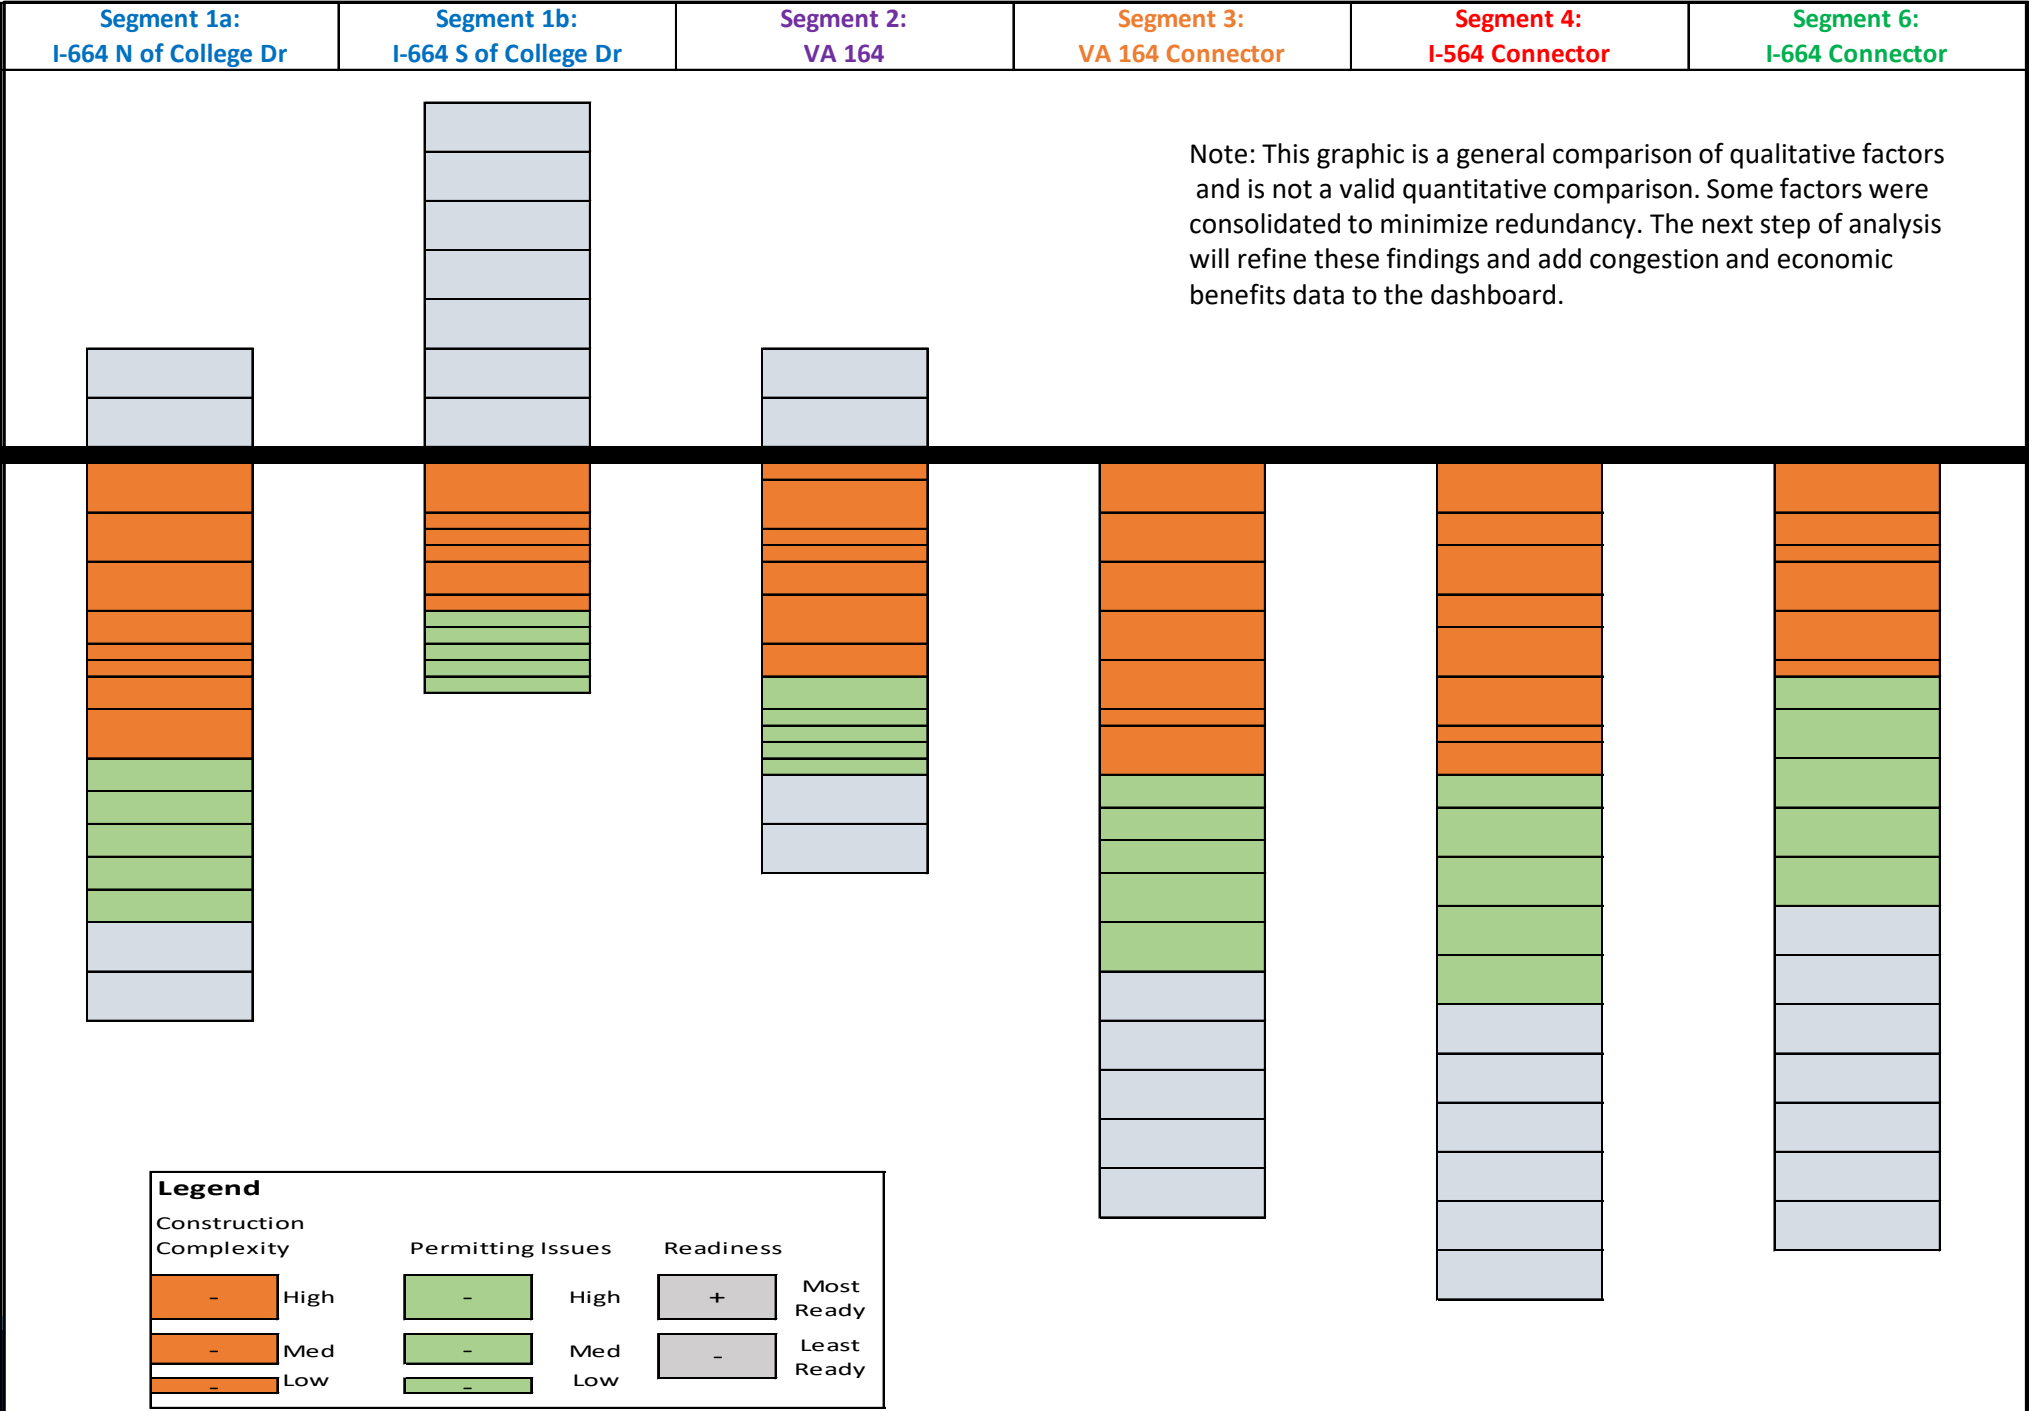 Segment 1a:
I-664 N of College Dr
Segment 1b:
I-664 S of College Dr
Segment 2:
VA 164
Segment 3:
VA 164 Connector
Segment 4:
I-564 Connector
Segment 6:
I-664 Connector
Note: This graphic is a general comparison of qualitative factors
and is not a valid quantitative comparison. Some factors were
consolidated to minimize redundancy. The next step of analysis
will refine these findings and add congestion and economic
benefits data to the dashboard.
Legend
Construction
Complexity
Permitting Issues
Readiness
- High
- High
+ Most
Ready
- Med
- Med
- Least
Ready
- Low
- Low